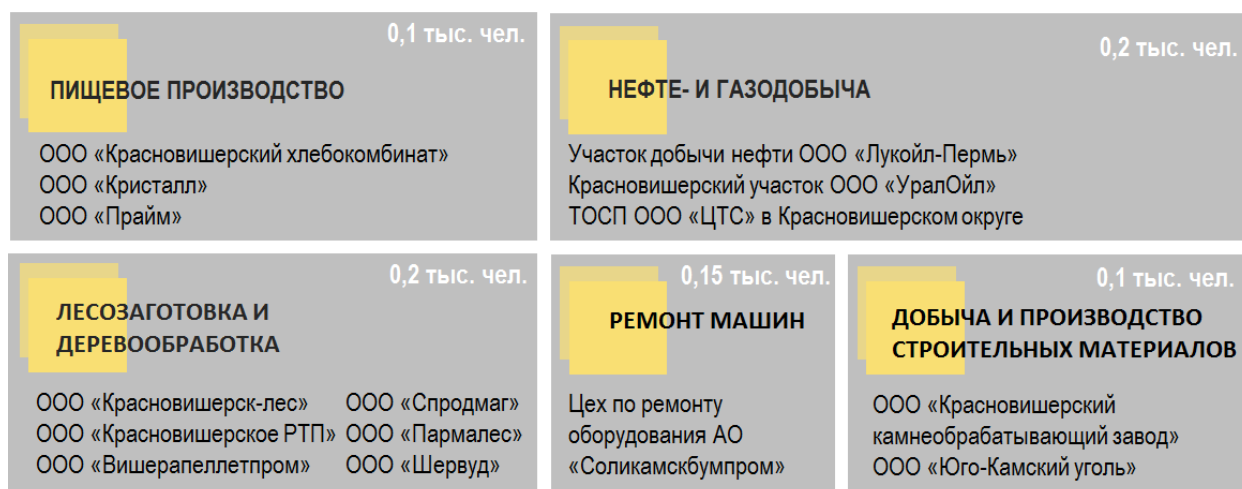 0,1 тыс. чел.
ПИЩЕВОЕ ПРОИЗВОДСТВО
ООО «Красновишерский хлебокомбинат»
ООО «Кристалл»
ООО «Прайм»
0,2 тыс. чел.
НЕФТЕ- И ГАЗОДОБЫЧА
Участок добычи нефти ООО «Лукойл-Пермь»
Красновишерский участок ООО «УралОйл»
ТОСП ООО «ЦТС» в Красновишерском округе
0,2 тыс. чел.
ЛЕСОЗАГОТОВКА И
ДЕРЕВООБРАБОТКА
ООО «Красновишерск-лес»
ООО «Красновишерское РТП»
ООО «Вишерапеллетпром»
ООО «Спродмаг»
ООО «Пармалес»
ООО «Шервуд»
0,15 тыс. чел.
РЕМОНТ МАШИН
Цех по ремонту
оборудования АО
«Соликамскбумпром»
0,1 тыс. чел.
ДОБЫЧА И ПРОИЗВОДСТВО
СТРОИТЕЛЬНЫХ МАТЕРИАЛОВ
ООО «Красновишерский
камнеобрабатывающий завод»
ООО «Юго-Камский уголь»